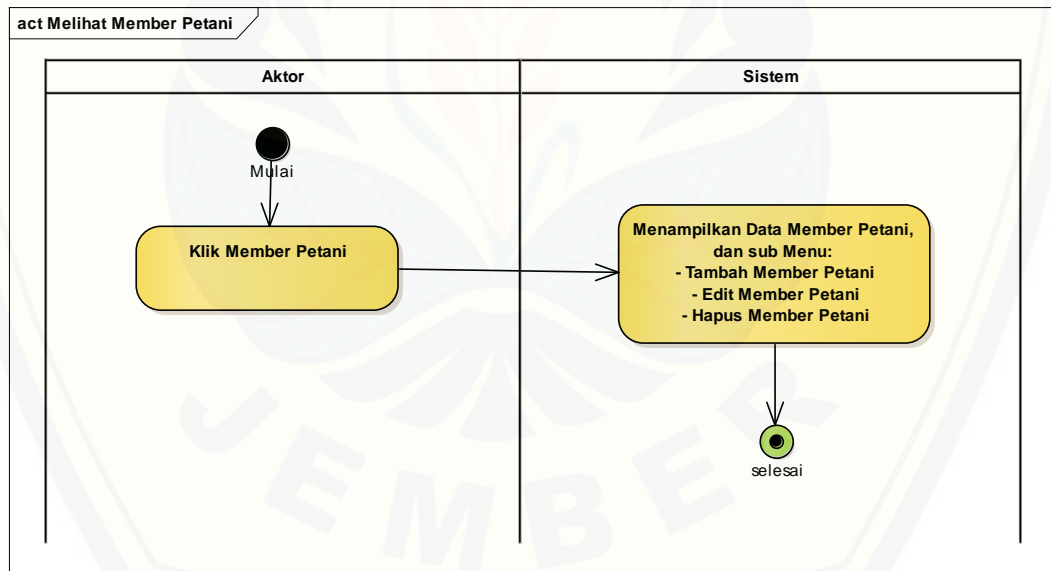 act Melihat Member Petani
Aktor
Sistem
Mulai
Klik Member Petani
Menampilkan Data Member Petani,
dan sub Menu:
- Tambah Member Petani
- Edit Member Petani
- Hapus Member Petani
selesai
JEMBER